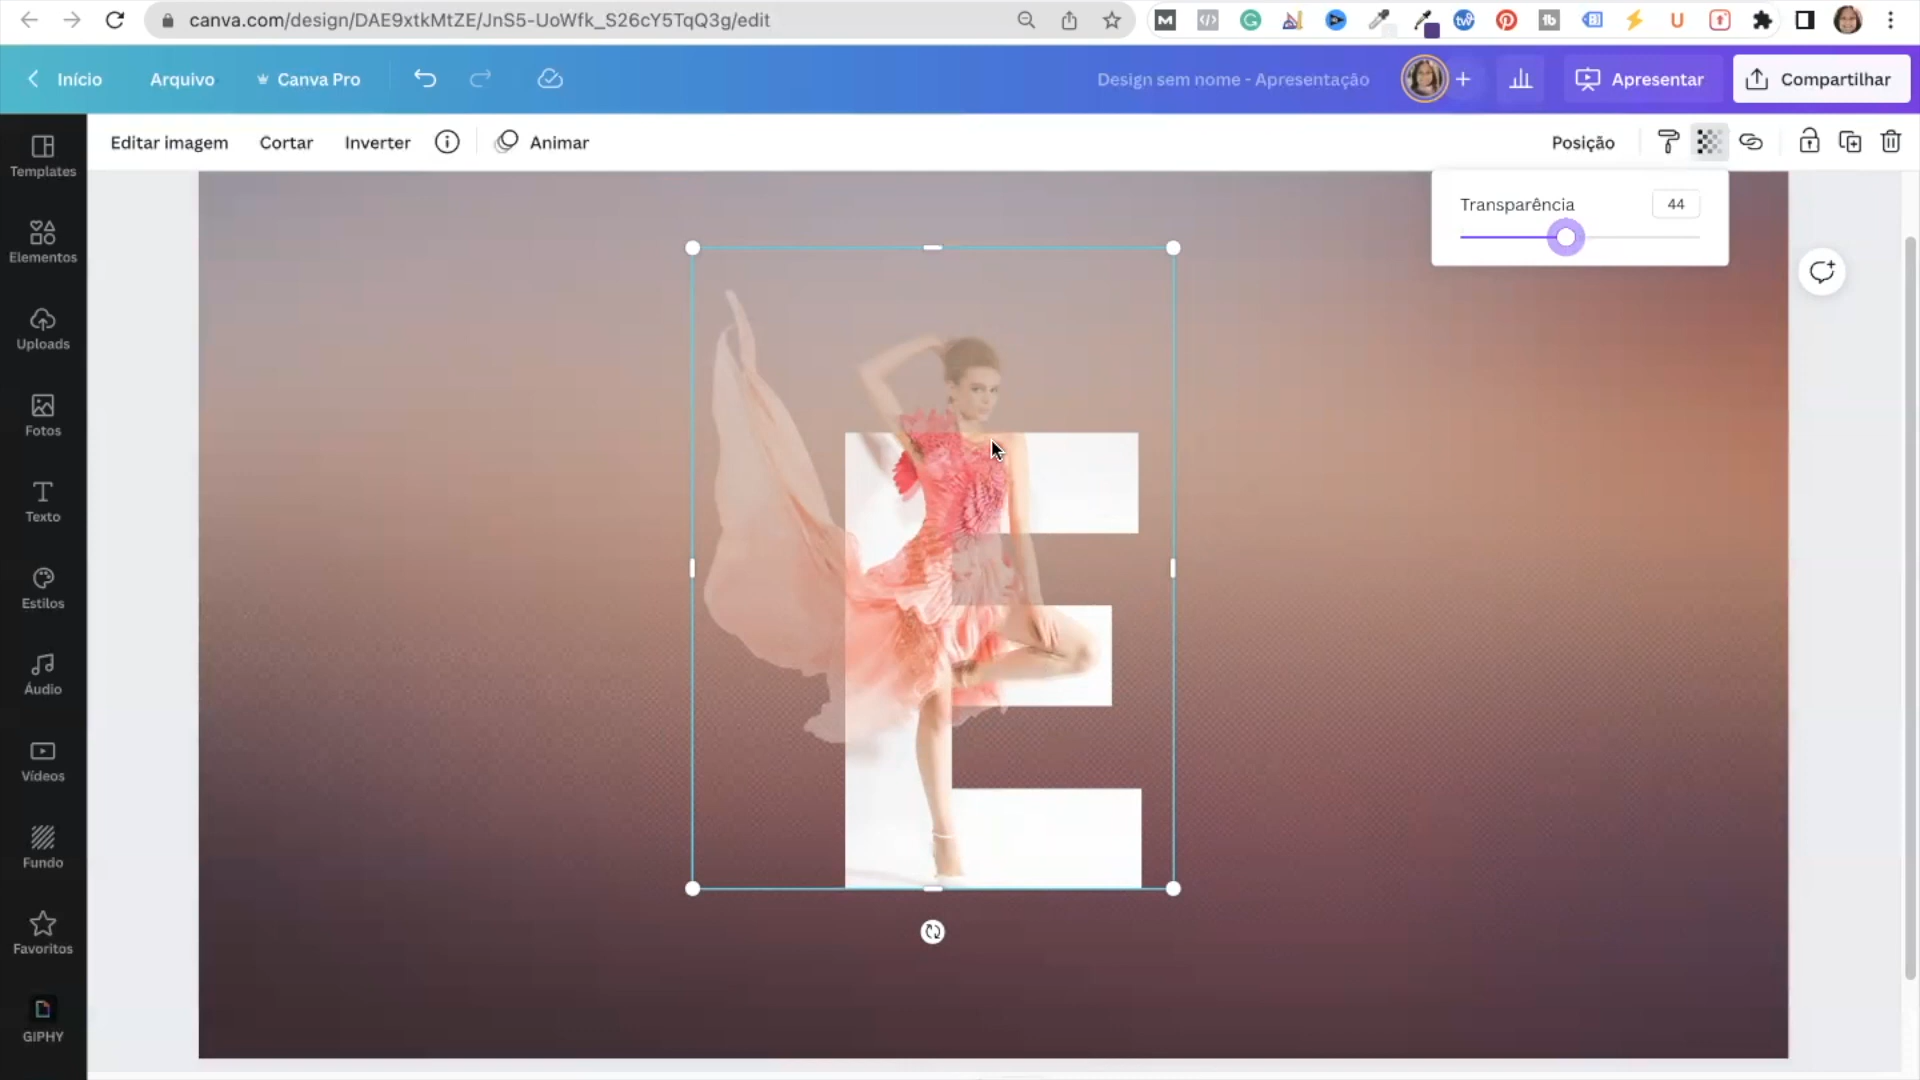 canva.com/design/DAE9xtkMtZE/JnS5-UoWfk_S26cY5TqQ3g/edit
Início
Arquivo
Canva Pro
Design sem nome - Apresentação
Apresentar
Compartilhar
Editar imagem
Cortar
Inverter
Animar
Posição
Transparência
44
Templates
Elementos
Uploads
Fotos
Texto
Estilos
Áudio
Vídeos
Fundo
Favoritos
GIPHY
E